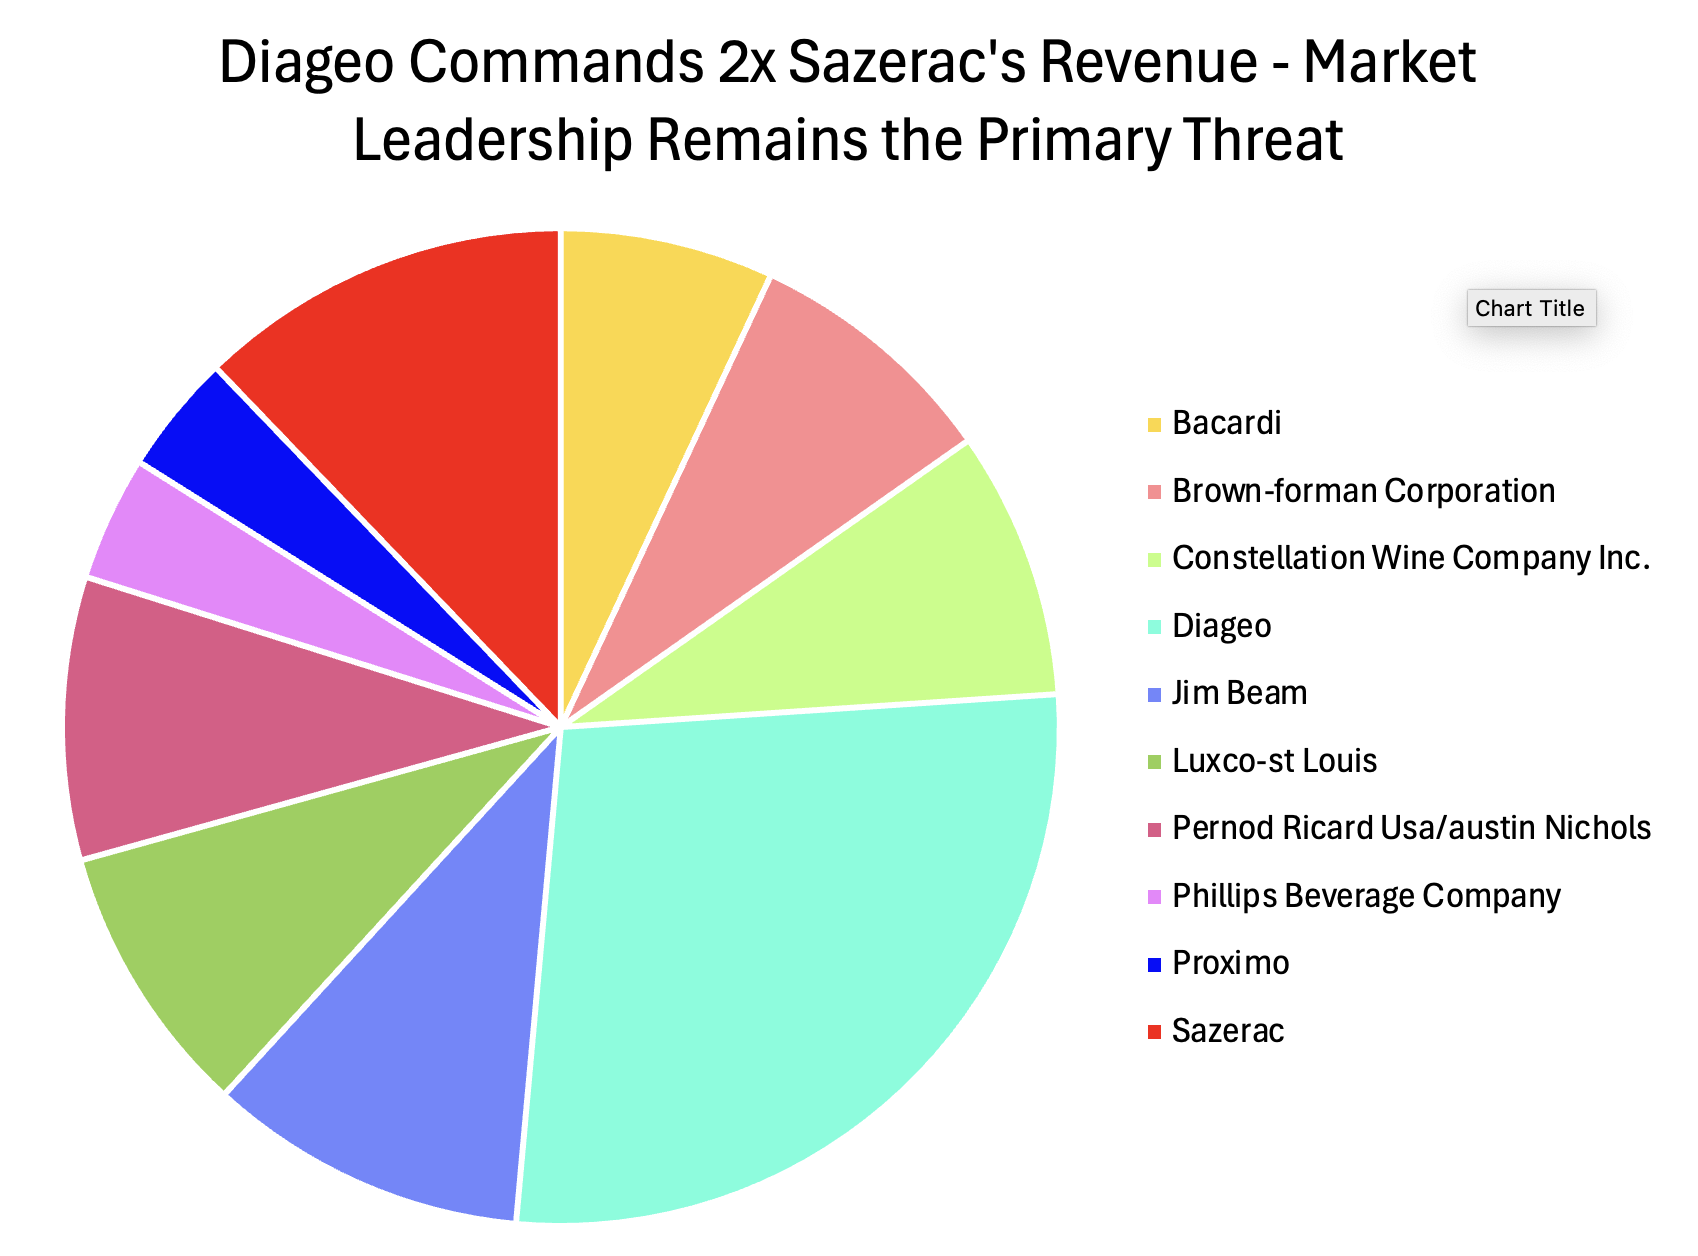 Diageo Commands 2x Sazerac's Revenue - Market
Leadership Remains the Primary Threat
Chart Title
Bacardi
Brown-forman Corporation
Constellation Wine Company Inc.
Diageo
Jim Beam
Luxco-st Louis
Pernod Ricard Usa/austin Nichols
Phillips Beverage Company
Proximo
Sazerac